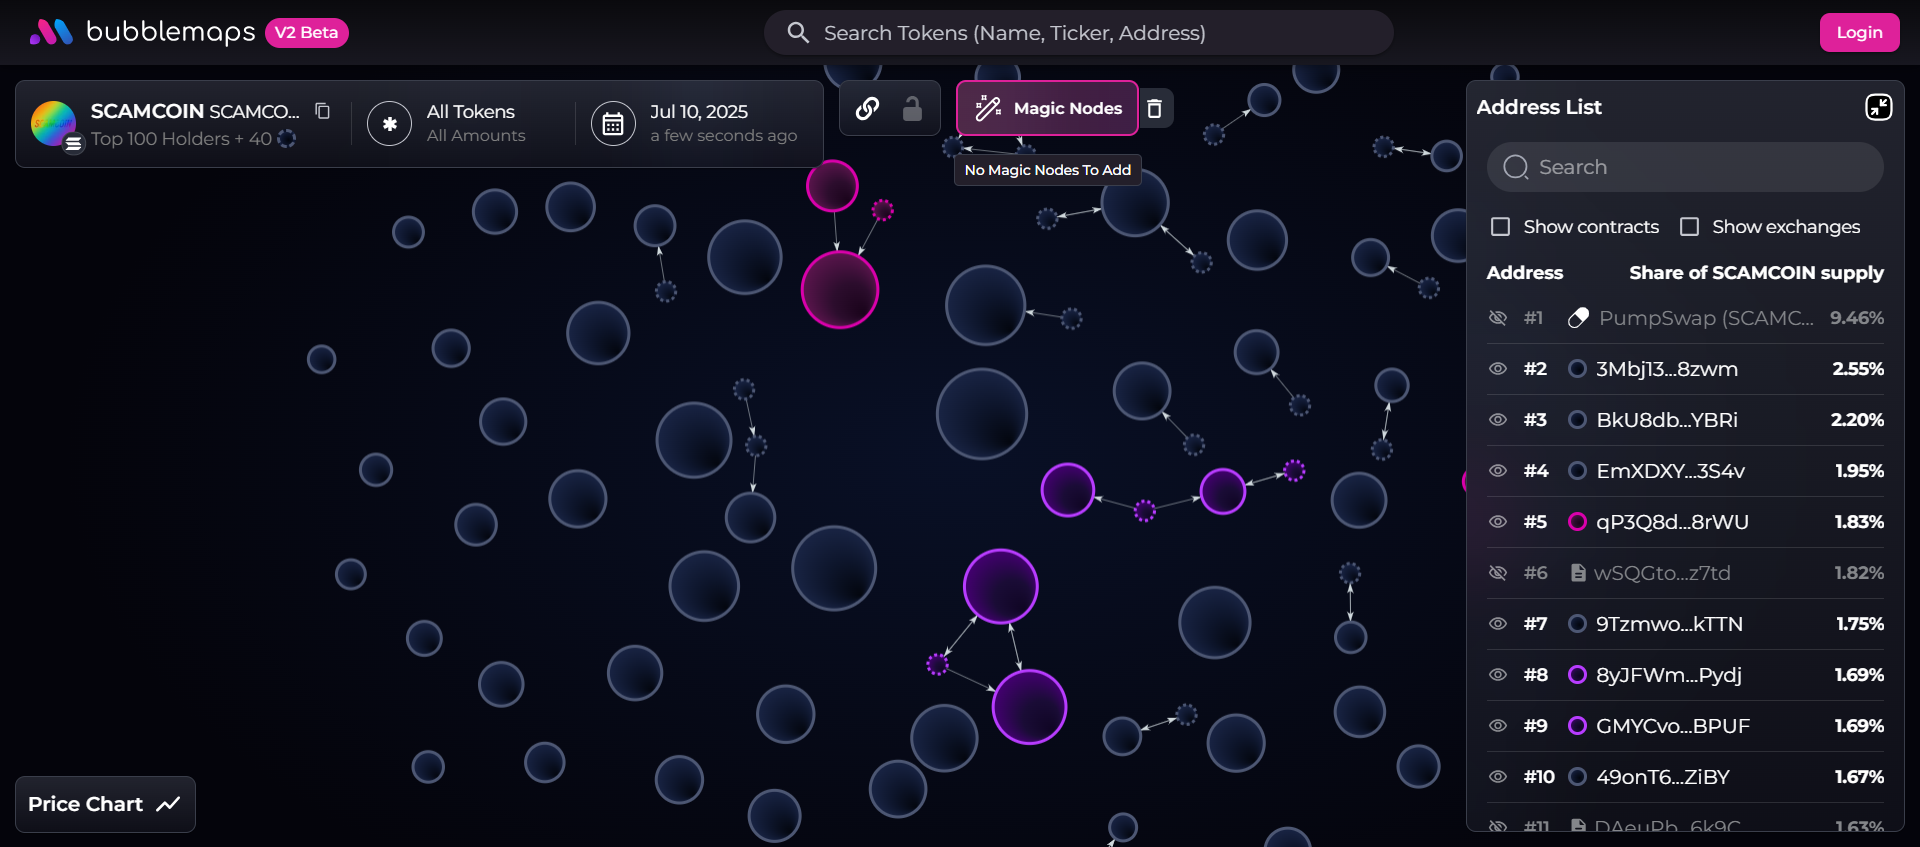 bubblemaps V2 Beta
Search Tokens (Name, Ticker, Address)
Login
SCAMCOIN SCAMCO...
Top 100 Holders + 40
All Tokens
All Amounts
Jul 10, 2025
a few seconds ago
Magic Nodes
No Magic Nodes To Add
Address List
Search
Show contracts
Show exchanges
Address Share of SCAMCOIN supply
#1 PumpSwap (SCAMC... 9.46%
#2 3Mbj13...8zwm 2.55%
#3 BkU8db...YBRi 2.20%
#4 EmXDXY...3S4v 1.95%
#5 qP3Q8d...8rWU 1.83%
#6 wSQGto...z7td 1.82%
#7 9Tzmwo...kTTN 1.75%
#8 8yJFWm...Pydj 1.69%
#9 GMYCvo...BPUF 1.69%
#10 49onT6...ZiBY 1.67%
#11 DAeuPb...6k9C 1.63%
Price Chart